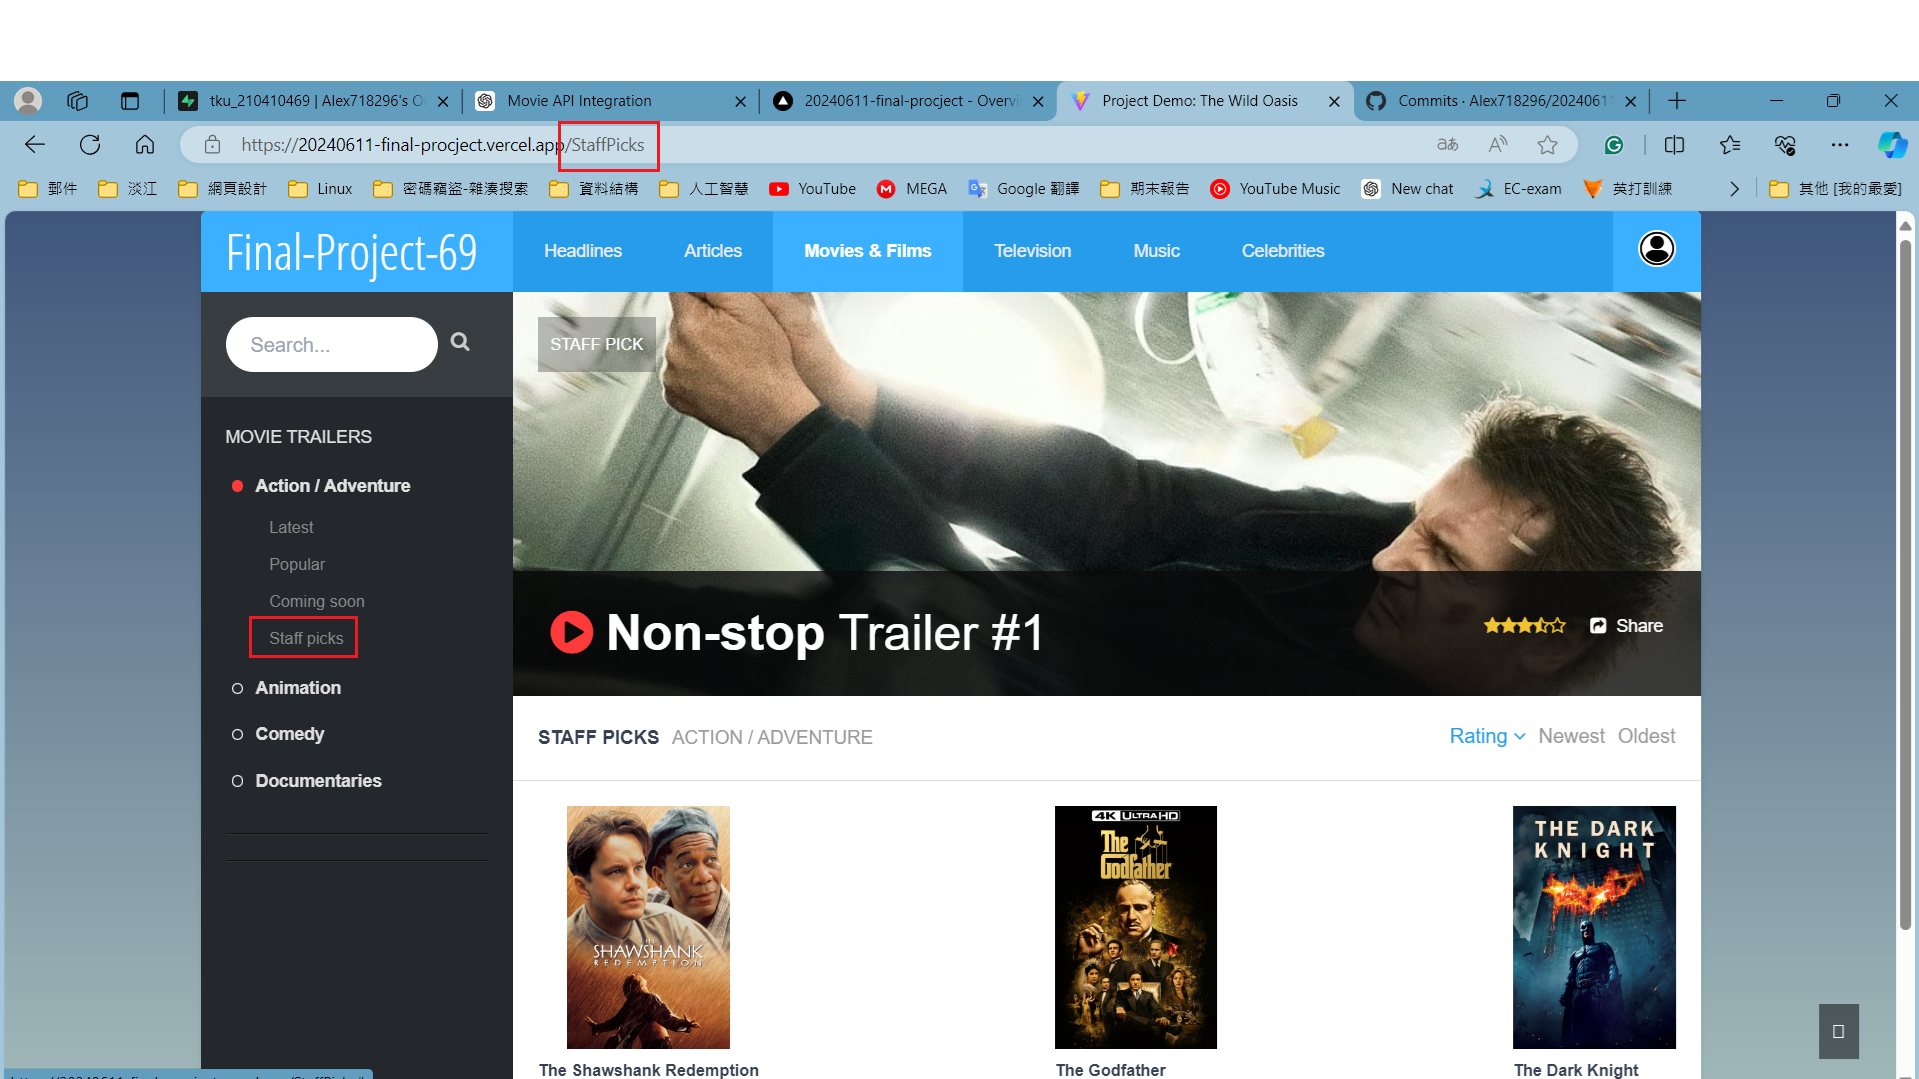 tku_210410469 | Alex718296's O
Movie API Integration
20240611-final-procject - Overvi
Project Demo: The Wild Oasis
Commits · Alex718296/2024061
https://20240611-final-procject.vercel.app/StaffPicks
郵件
淡江
網頁設計
Linux
密碼竊盜-雜湊搜索
資料結構
人工智慧
YouTube
MEGA
Google 翻譯
期末報告
YouTube Music
New chat
EC-exam
英打訓練
其他 [我的最愛]
Final-Project-69
Headlines
Articles
Movies & Films
Television
Music
Celebrities
Search...
MOVIE TRAILERS
Action / Adventure
Latest
Popular
Coming soon
Staff picks
Animation
Comedy
Documentaries
STAFF PICK
Non-stop Trailer #1
Share
STAFF PICKS ACTION / ADVENTURE
Rating Newest Oldest
THE SHAWSHANK
REDEMPTION
4K ULTRA HD
The
Godfather
THE DARK
KNIGHT
The Shawshank Redemption
The Godfather
The Dark Knight